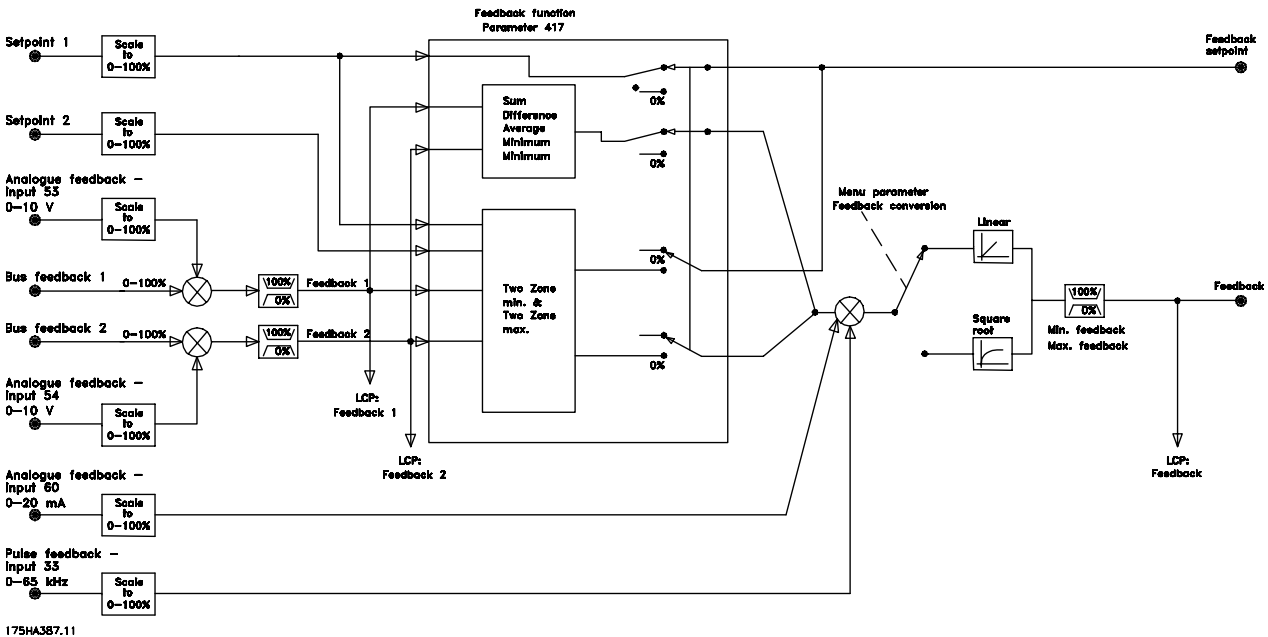 Feedback function
Parameter 417
Setpoint 1
Scale
to
0-100%
Feedback
setpoint
0%
Sum
Difference
Average
Minimum
Minimum
0%
Setpoint 2
Scale
to
0-100%
Analogue feedback -
input 53
0-10 V
Scale
to
0-100%
Menu parameter
Feedback conversion
Linear
Bus feedback 1
0-100%
100%
0%
Feedback 1
Two Zone
min. &
Two Zone
max.
0%
Feedback
100%
0%
Min. feedback
Max. feedback
Square
root
Bus feedback 2
0-100%
100%
0%
Feedback 2
0%
Analogue feedback -
input 54
0-10 V
Scale
to
0-100%
LCP:
Feedback 1
LCP:
Feedback 2
LCP:
Feedback
Analogue feedback -
input 60
0-20 mA
Scale
to
0-100%
Pulse feedback -
input 33
0-65 kHz
Scale
to
0-100%
175HA387.11